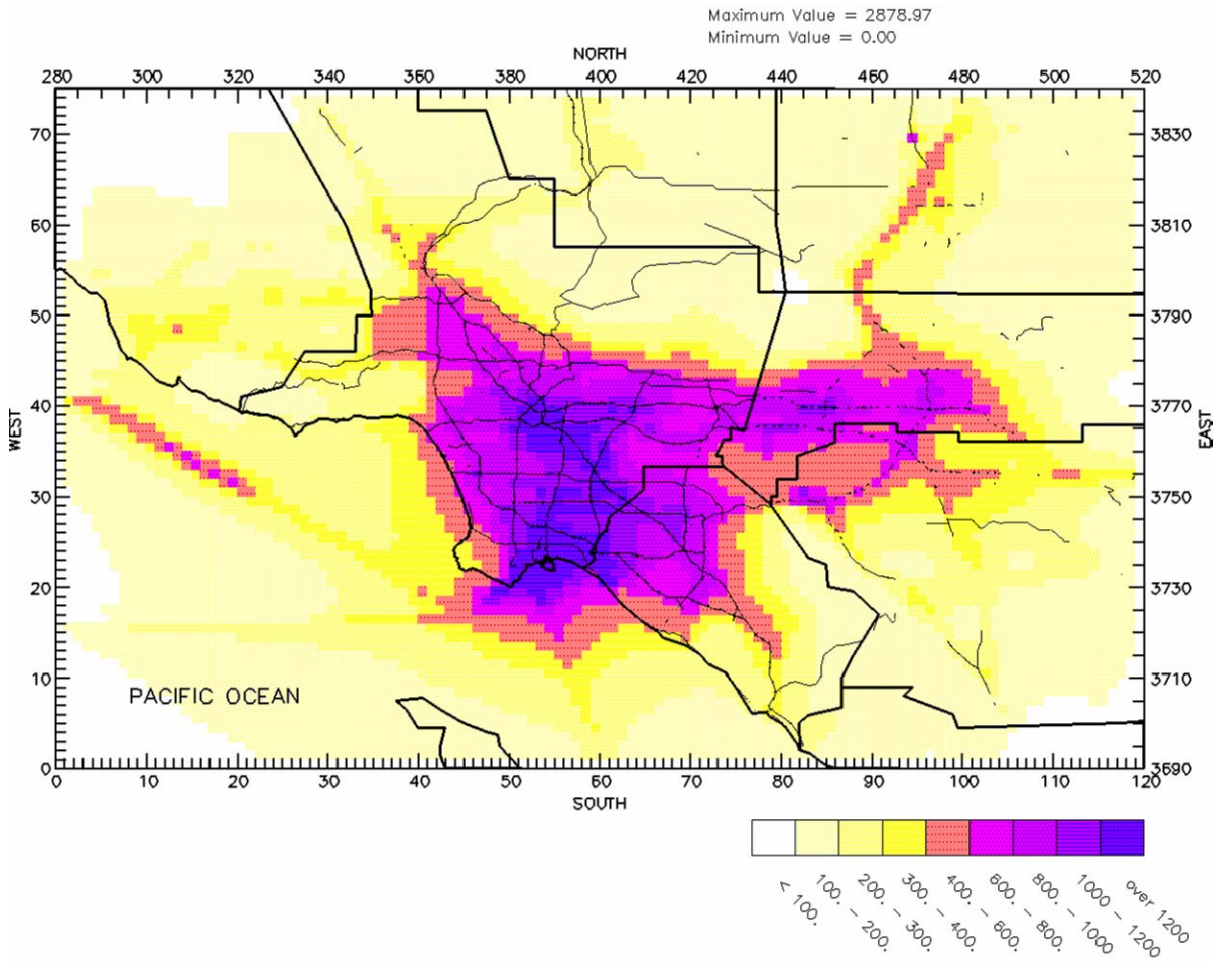 Maximum Value = 2878.97
Minimum Value = 0.00
NORTH
280 300 320 340 360 380 400 420 440 460 480 500 520
70 3830
60 3810
50 3790
40 3770
WEST EAST
30 3750
20 3730
10 3710
PACIFIC OCEAN
0 3690
0 10 20 30 40 50 60 70 80 90 100 110 120
SOUTH
< 100.
100. – 200.
200. – 300.
300. – 400.
400. – 600.
600. – 800.
800. – 1000
1000 – 1200
over 1200